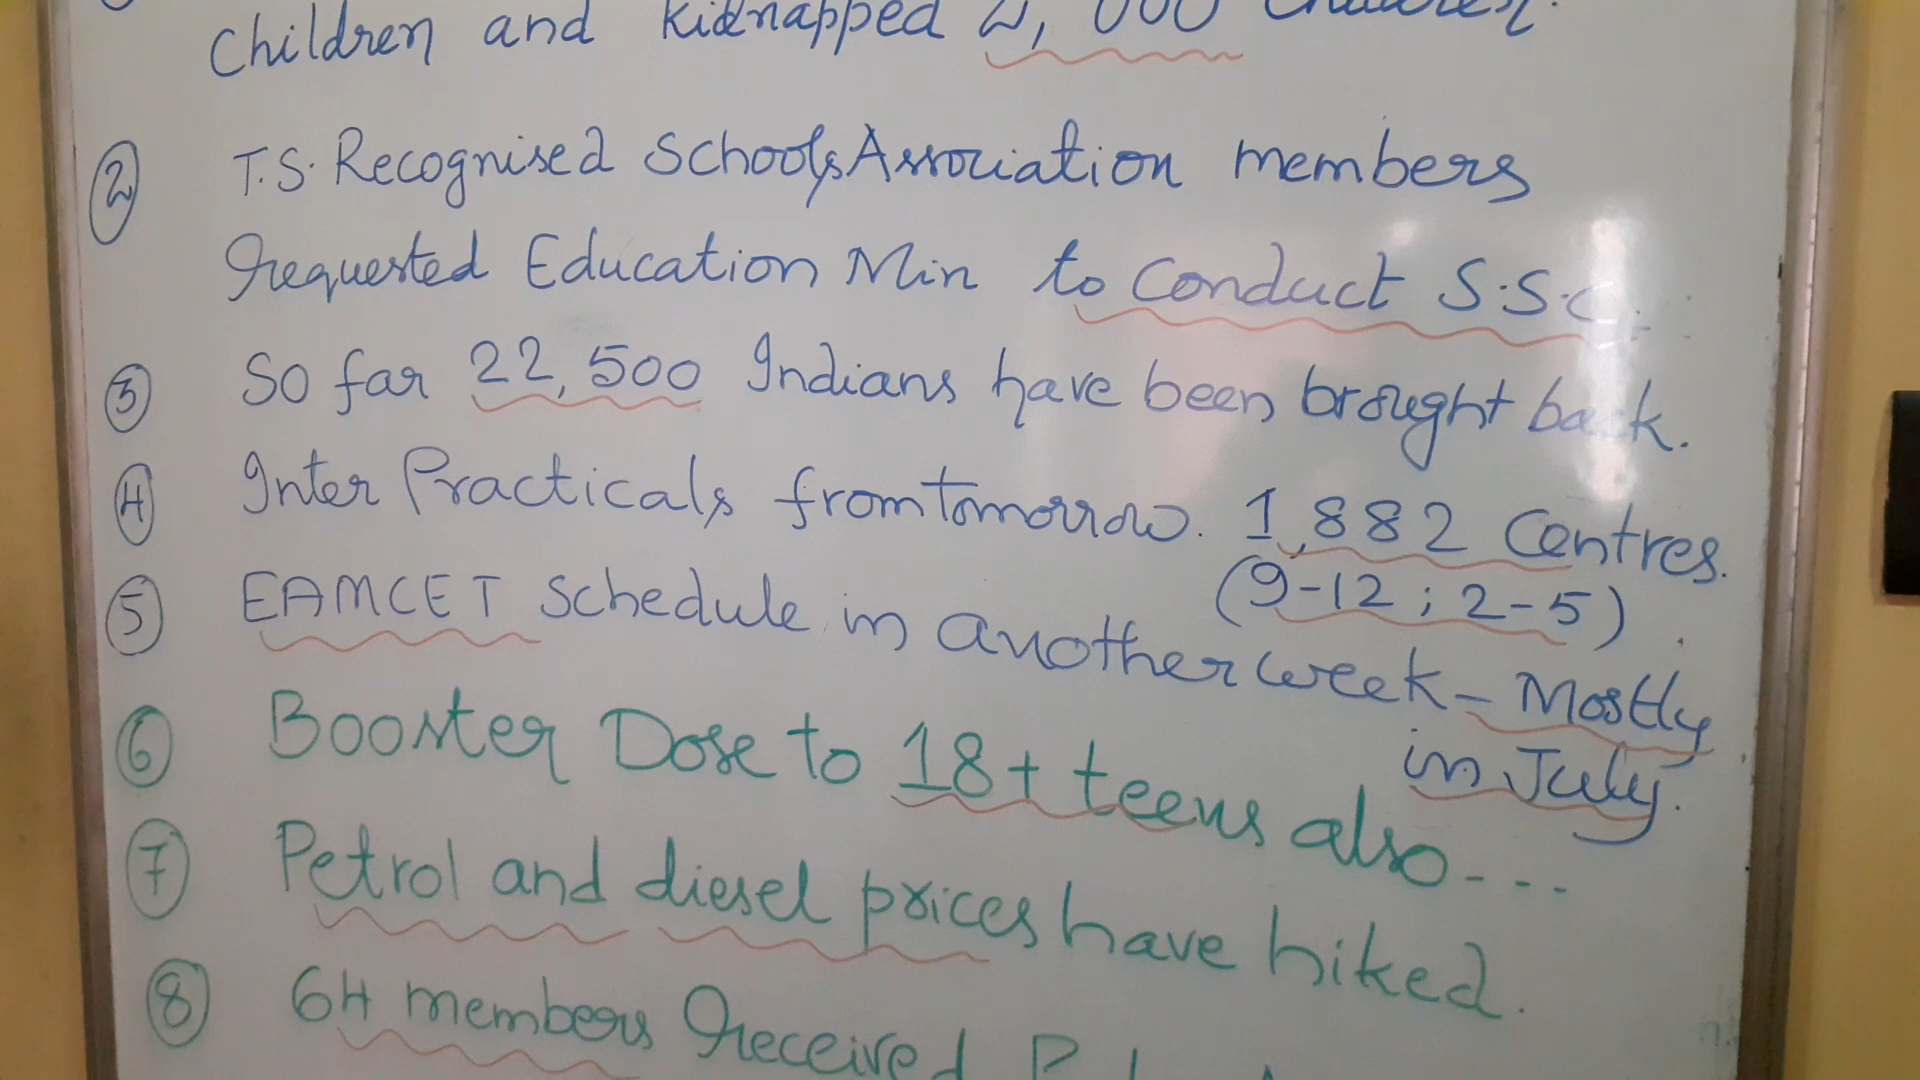 children and kidnapped 2,000 children.
② T.S. Recognised Schools Association members
requested Education Min to Conduct S.S.C.
③ So far 22,500 Indians have been brought back.
④ Inter Practicals from tomorrow. 1,882 Centres.
(9-12 ; 2-5)
⑤ EAMCET schedule in another week - Mostly
in July.
⑥ Booster Dose to 18+ teens also - - -
⑦ Petrol and diesel prices have hiked.
⑧ 64 members received